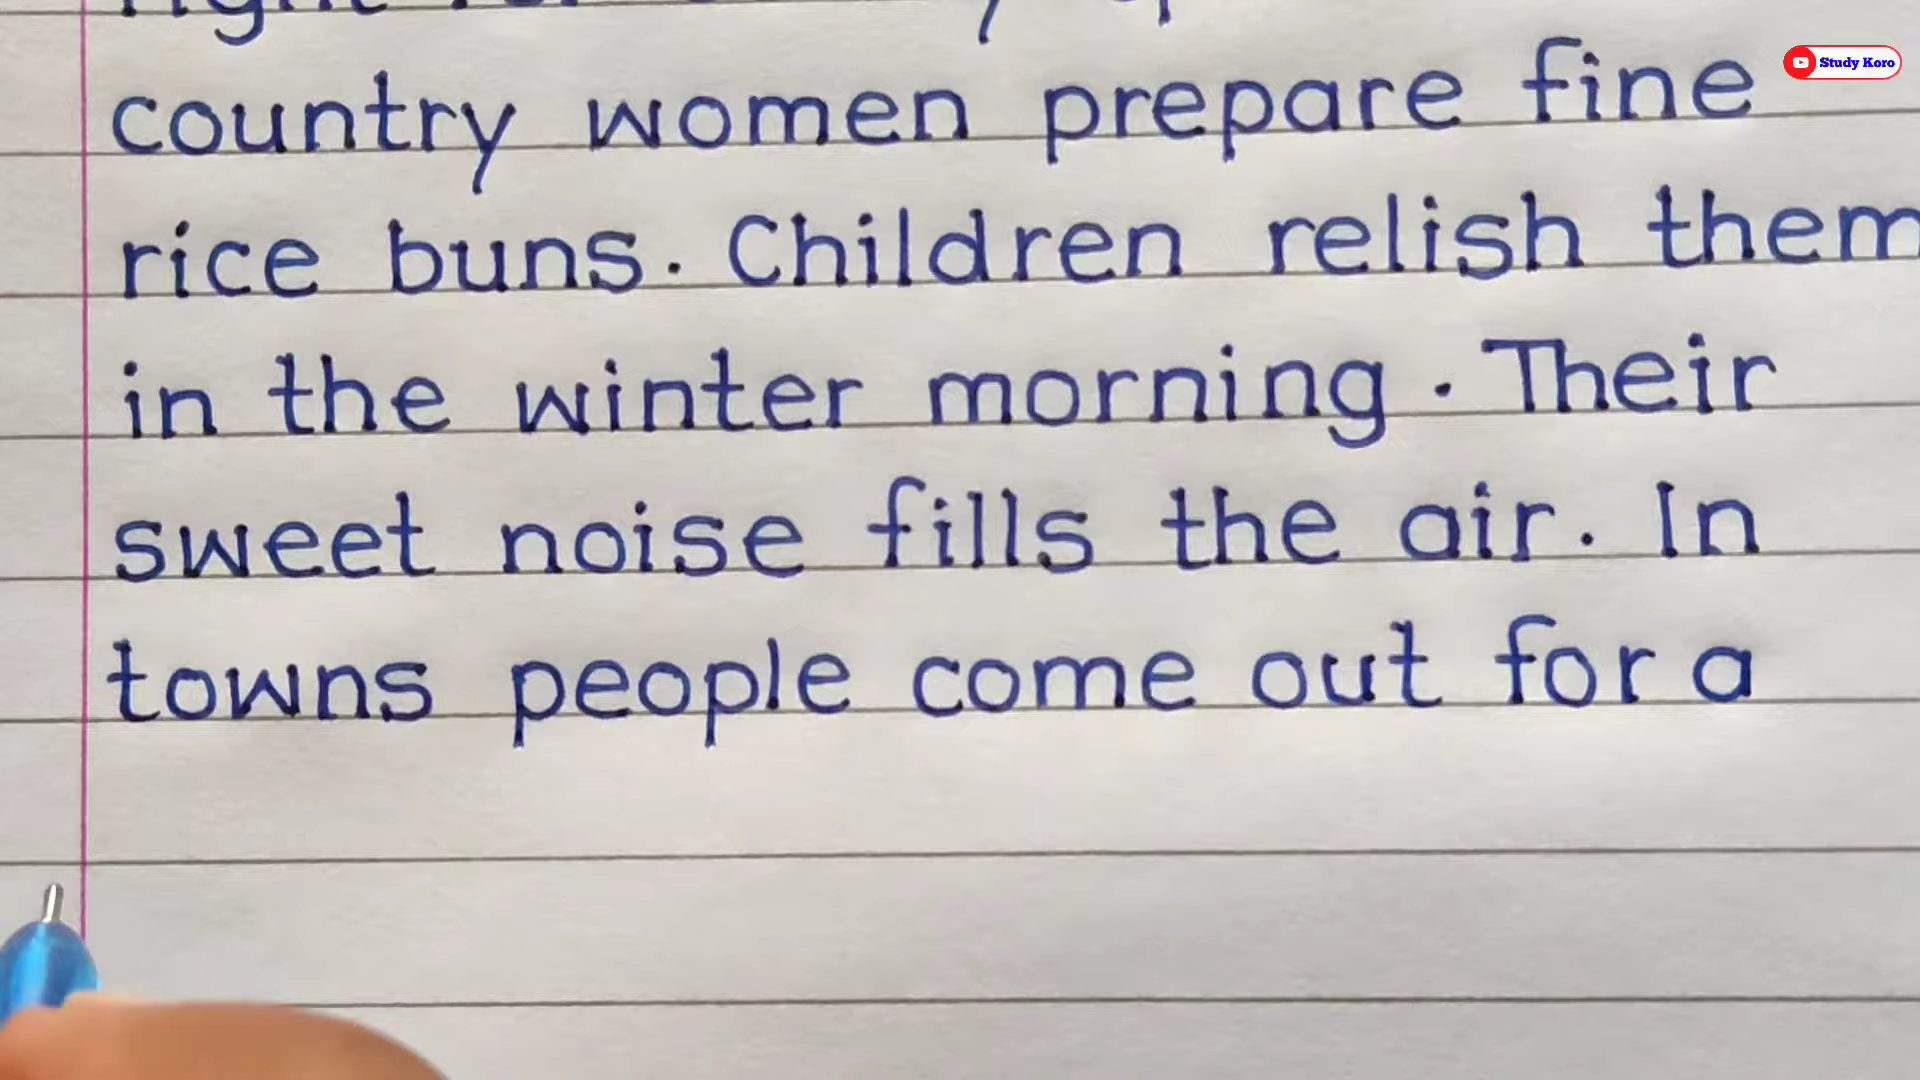 country women prepare fine
Study Koro
rice buns. Children relish them
in the winter morning. Their
sweet noise fills the air. In
towns people come out for a